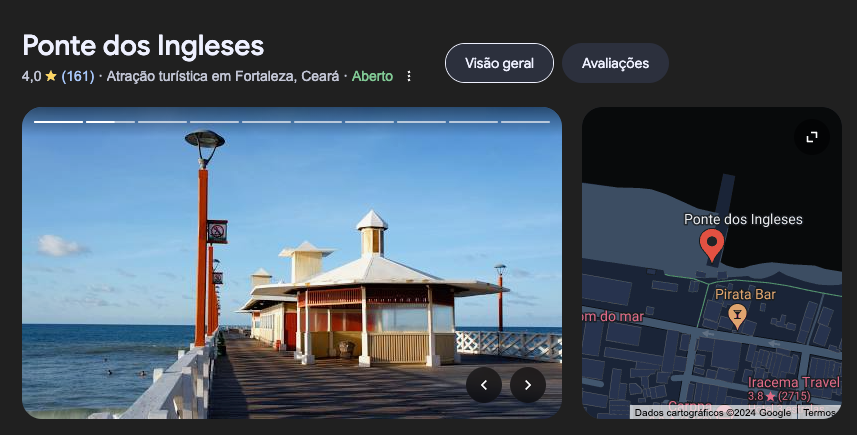 Ponte dos Ingleses
4,0 ★ (161) · Atração turística em Fortaleza, Ceará · Aberto
Visão geral
Avaliações
Ponte dos Ingleses
Pirata Bar
om do mar
Iracema Travel
3.8 ★ (2715)
Dados cartográficos ©2024 Google
Termos